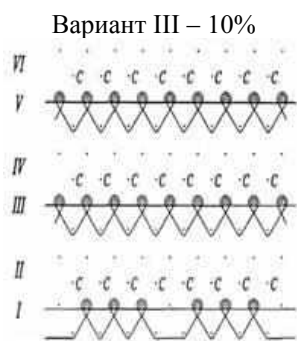 Вариант III – 10%
VI
·C ·C ·C ·C ·C ·C ·C ·C
V
IV
·C ·C ·C ·C ·C ·C ·C ·C
III
II
·C ·C ·C ·C ·C ·C ·C ·C
I